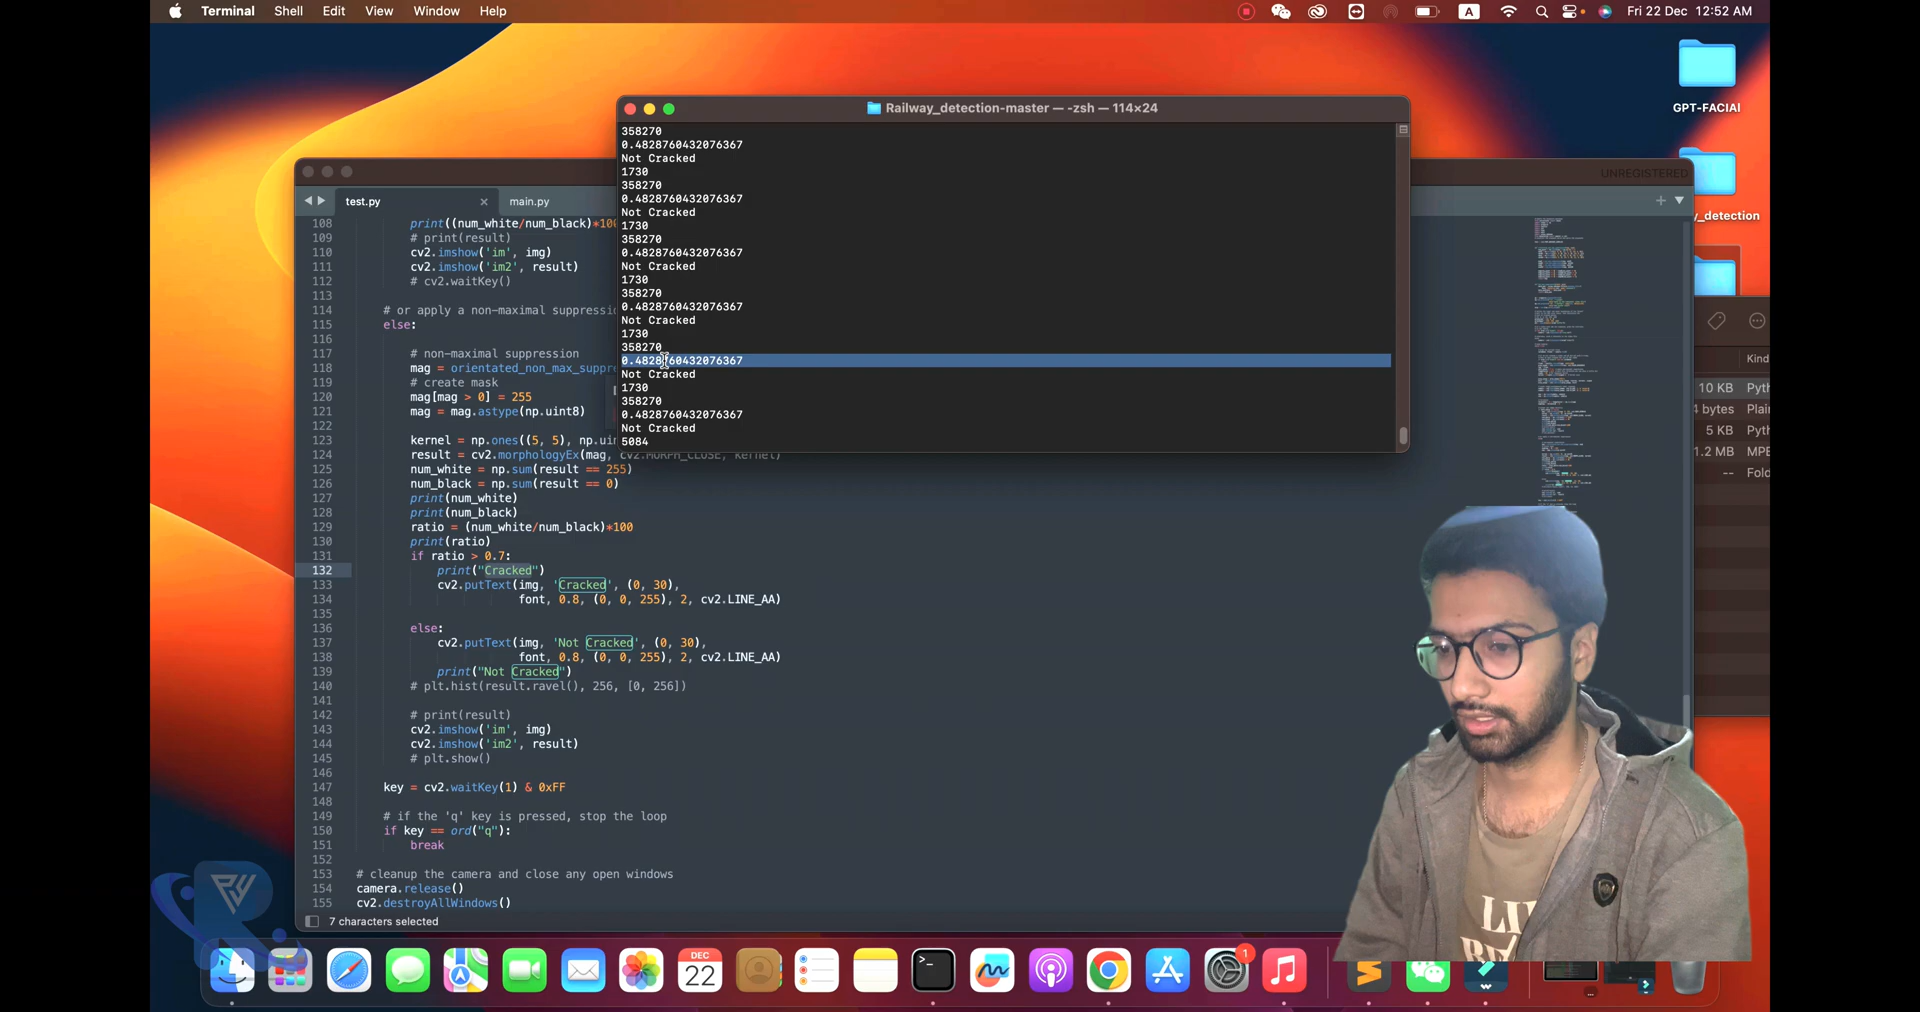 Terminal Shell Edit View Window Help
A Fri 22 Dec 12:52 AM
GPT-FACIAI
Railway_detection-master — -zsh — 114×24
358270
0.4828760432076367
Not Cracked
1730
358270
0.4828760432076367
Not Cracked
1730
358270
0.4828760432076367
Not Cracked
1730
358270
0.4828760432076367
Not Cracked
1730
358270
0.4828760432076367
Not Cracked
1730
358270
0.4828760432076367
Not Cracked
5084
UNREGISTERED
y_detection
test.py × main.py
108 print((num_white/num_black)*100
109 # print(result)
110 cv2.imshow('im', img)
111 cv2.imshow('im2', result)
112 # cv2.waitKey()
113
114 # or apply a non-maximal suppressi
115 else:
116
117 # non-maximal suppression
118 mag = orientated_non_max_suppre
119 # create mask
120 mag[mag > 0] = 255
121 mag = mag.astype(np.uint8)
122
123 kernel = np.ones((5, 5), np.uin
124 result = cv2.morphologyEx(mag, cv2.MORPH_CLOSE, kernel)
125 num_white = np.sum(result == 255)
126 num_black = np.sum(result == 0)
127 print(num_white)
128 print(num_black)
129 ratio = (num_white/num_black)*100
130 print(ratio)
131 if ratio > 0.7:
132 print("Cracked")
133 cv2.putText(img, 'Cracked', (0, 30),
134 font, 0.8, (0, 0, 255), 2, cv2.LINE_AA)
135
136 else:
137 cv2.putText(img, 'Not Cracked', (0, 30),
138 font, 0.8, (0, 0, 255), 2, cv2.LINE_AA)
139 print("Not Cracked")
140 # plt.hist(result.ravel(), 256, [0, 256])
141
142 # print(result)
143 cv2.imshow('im', img)
144 cv2.imshow('im2', result)
145 # plt.show()
146
147 key = cv2.waitKey(1) & 0xFF
148
149 # if the 'q' key is pressed, stop the loop
150 if key == ord("q"):
151 break
152
153 # cleanup the camera and close any open windows
154 camera.release()
155 cv2.destroyAllWindows()
7 characters selected
Kind
10 KB Pyth
4 bytes Plai
5 KB Pyth
1.2 MB MPE
-- Fold
DEC
22
1